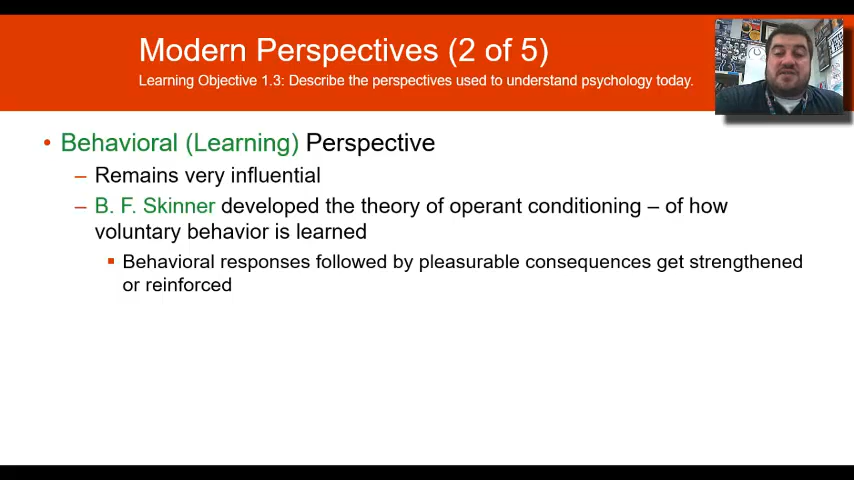 Modern Perspectives (2 of 5)
Learning Objective 1.3: Describe the perspectives used to understand psychology today.
• Behavioral (Learning) Perspective
– Remains very influential
– B. F. Skinner developed the theory of operant conditioning – of how
voluntary behavior is learned
▪ Behavioral responses followed by pleasurable consequences get strengthened
or reinforced